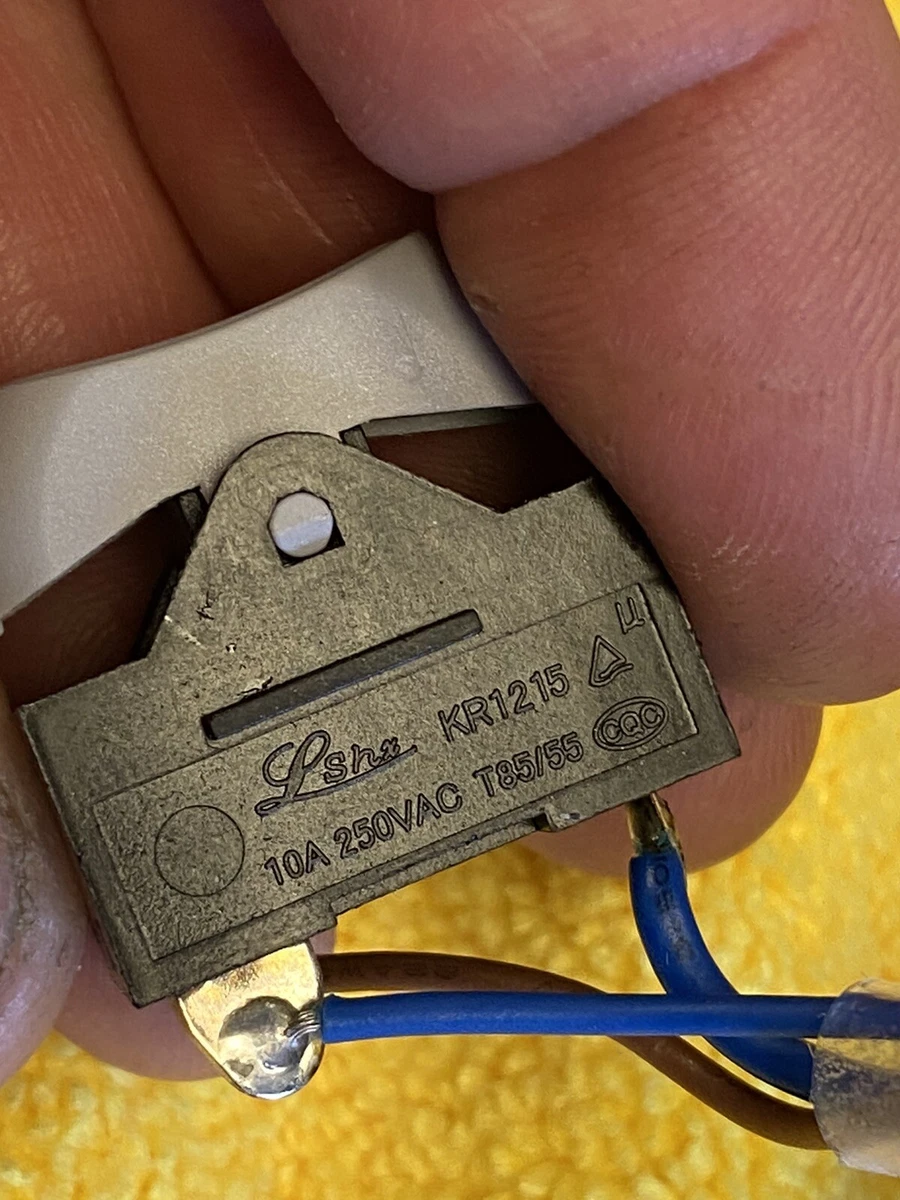 Lshx KR1215
10A 250VAC T85/55
μ
CQC